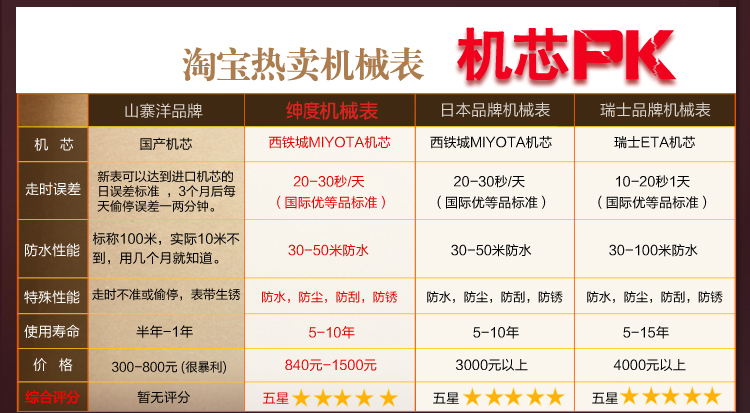 淘宝热卖机械表 机芯PK
山寨洋品牌 绅度机械表 日本品牌机械表 瑞士品牌机械表
机 芯 国产机芯 西铁城MIYOTA机芯 西铁城MIYOTA机芯 瑞士ETA机芯
走时误差
新表可以达到进口机芯的
日误差标准 ，3个月后每
天偷停误差一两分钟。
20-30秒/天
（ 国际优等品标准 ）
20-30秒/天
（ 国际优等品标准 ）
10-20秒1天
（ 国际优等品标准 ）
防水性能
标称100米，实际10米不
到，用几个月就知道。
30-50米防水 30-50米防水 30-100米防水
特殊性能 走时不准或偷停，表带生锈 防水，防尘，防刮，防锈 防水，防尘，防刮，防锈 防水，防尘，防刮，防锈
使用寿命 半年-1年 5-10年 5-10年 5-15年
价 格 300-800元 (很暴利) 840元-1500元 3000元以上 4000元以上
综合评分 暂无评分 五星 五星 五星